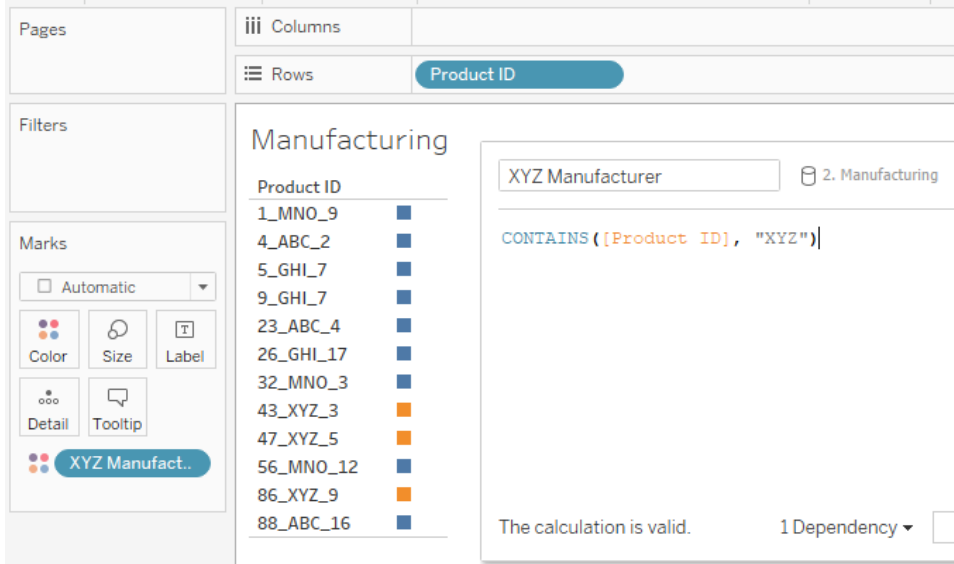 Pages
Columns
Rows
Product ID
Filters
Manufacturing
Product ID
1_MNO_9
4_ABC_2
5_GHI_7
9_GHI_7
23_ABC_4
26_GHI_17
32_MNO_3
43_XYZ_3
47_XYZ_5
56_MNO_12
86_XYZ_9
88_ABC_16
Marks
Automatic
Color
Size
T
Label
Detail
Tooltip
XYZ Manufact..
XYZ Manufacturer
2. Manufacturing
CONTAINS([Product ID], "XYZ")
The calculation is valid.
1 Dependency